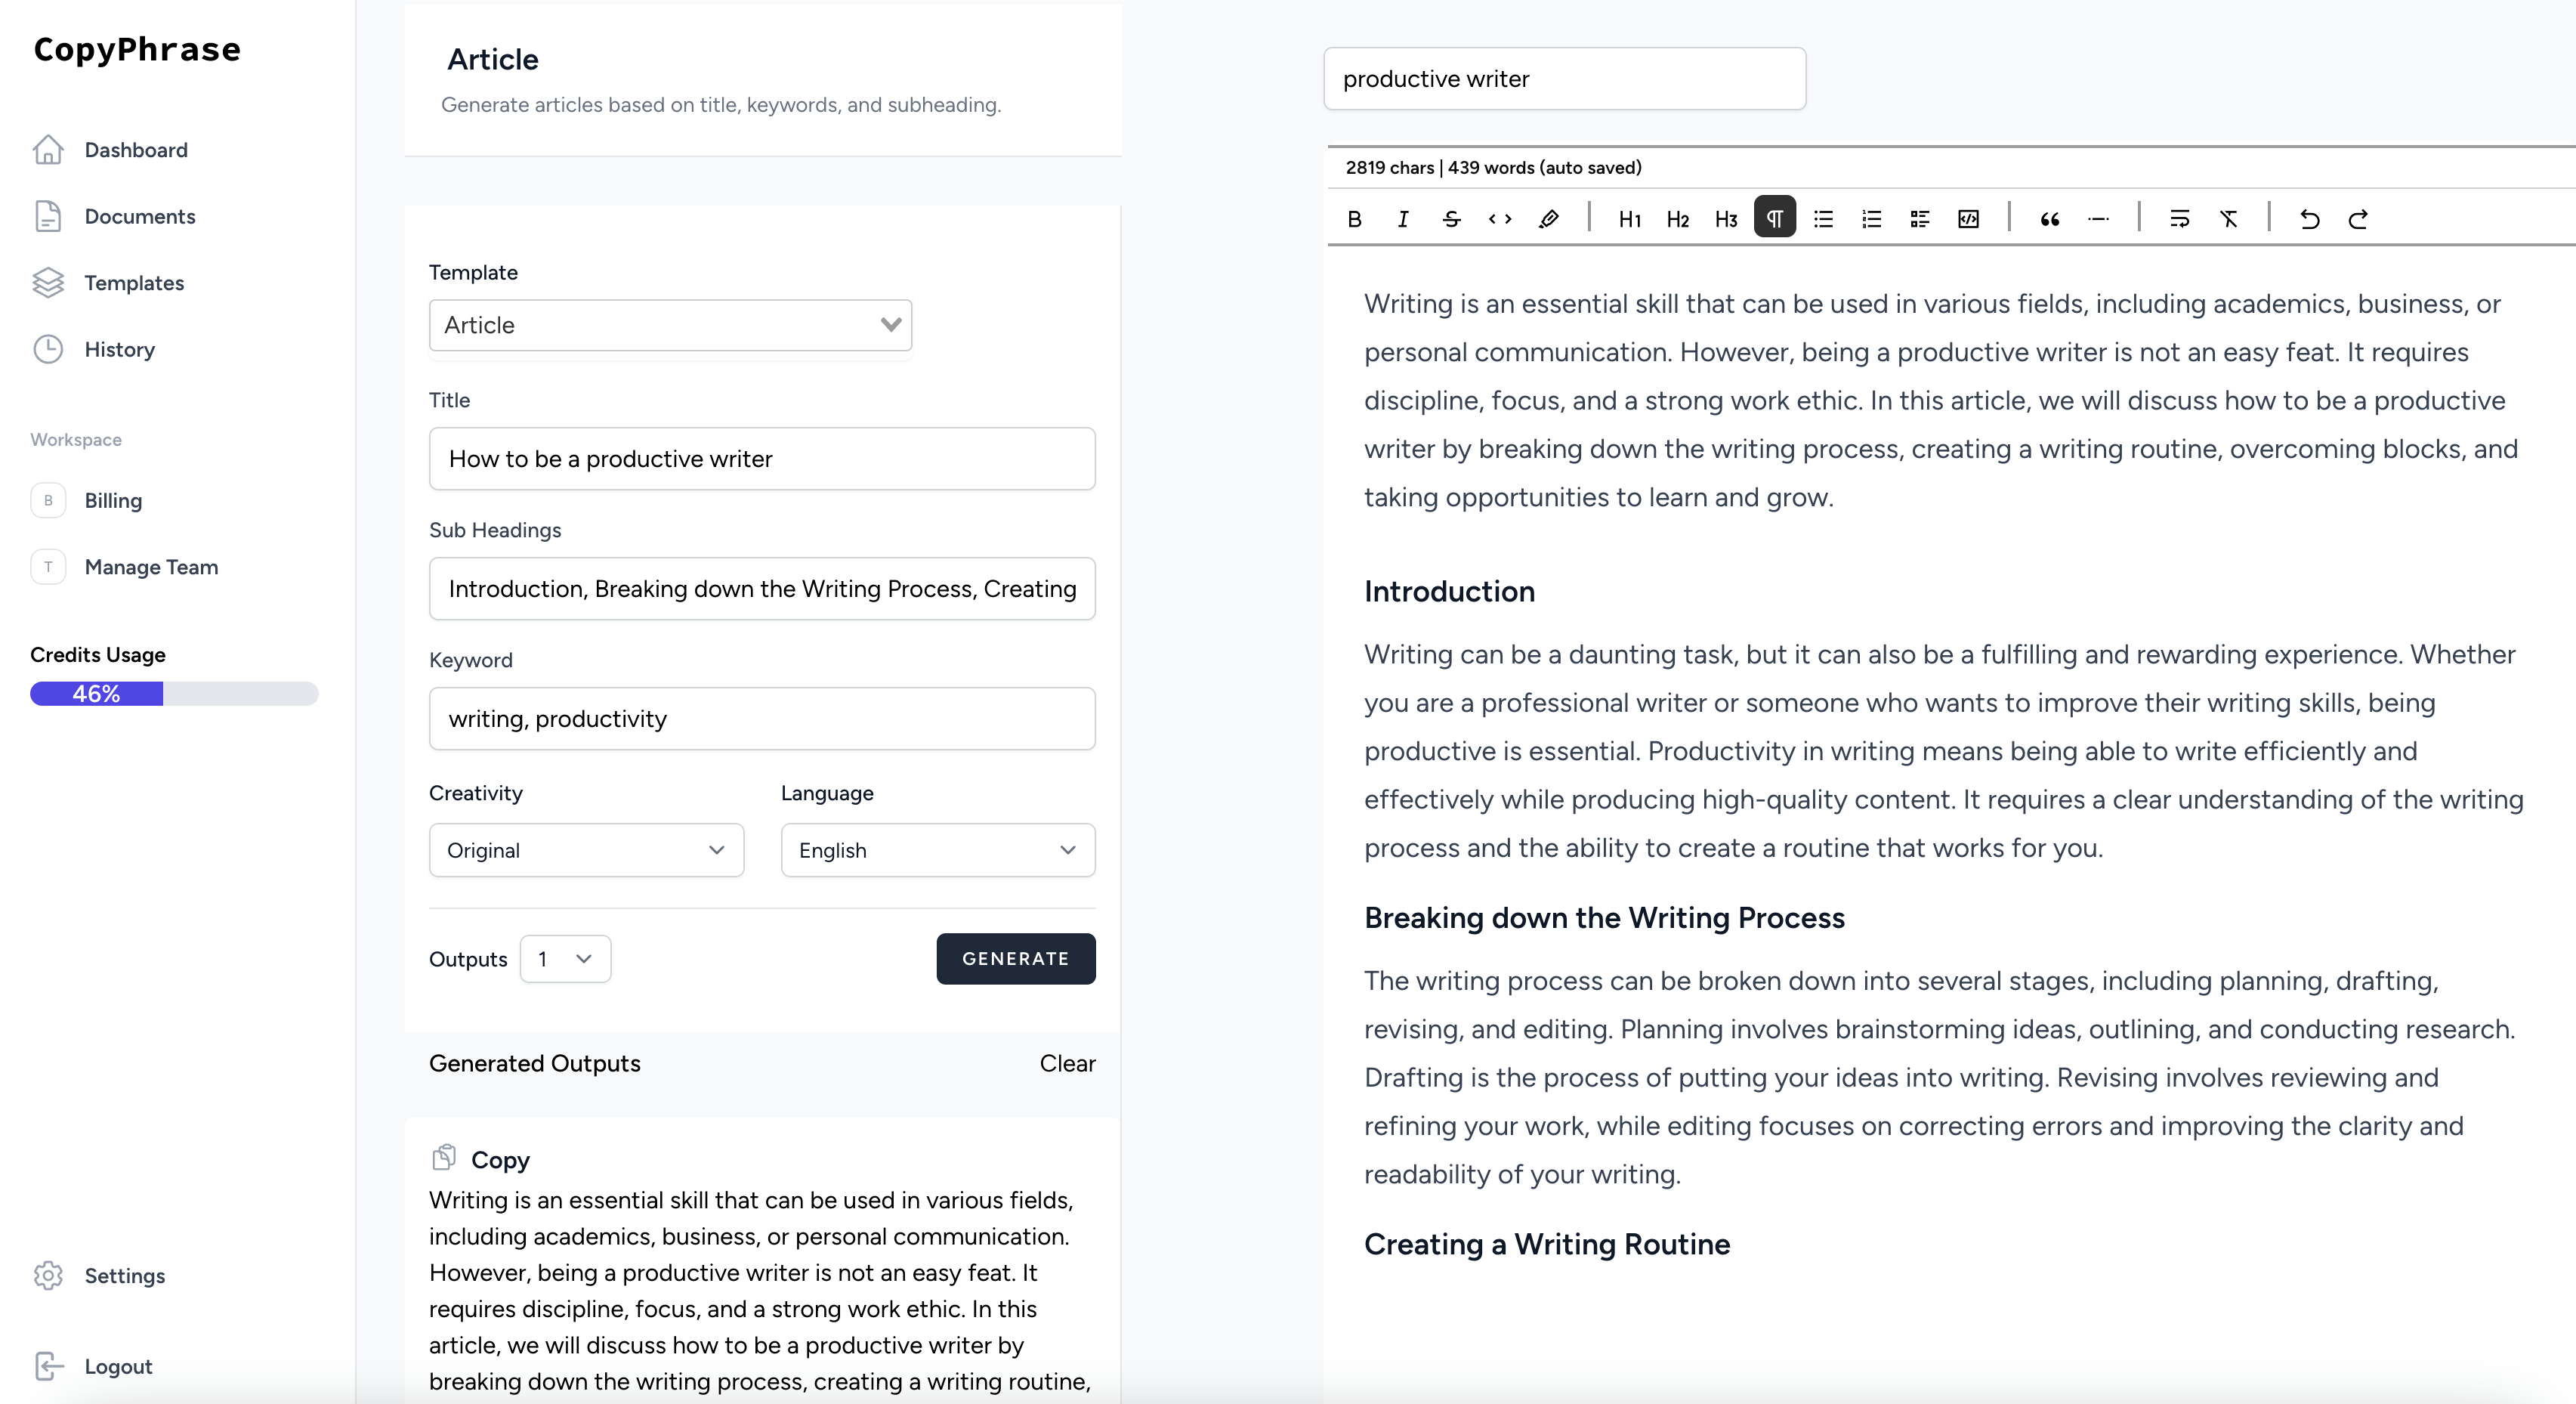 CopyPhrase
Dashboard
Documents
Templates
History
Workspace
B Billing
T Manage Team
Credits Usage
46%
Settings
Logout
Article
Generate articles based on title, keywords, and subheading.
Template
Article
Title
How to be a productive writer
Sub Headings
Introduction, Breaking down the Writing Process, Creating
Keyword
writing, productivity
Creativity Language
Original English
Outputs 1 GENERATE
Generated Outputs Clear
Copy
Writing is an essential skill that can be used in various fields,
including academics, business, or personal communication.
However, being a productive writer is not an easy feat. It
requires discipline, focus, and a strong work ethic. In this
article, we will discuss how to be a productive writer by
breaking down the writing process, creating a writing routine,
productive writer
2819 chars | 439 words (auto saved)
B I S H1 H2 H3
Writing is an essential skill that can be used in various fields, including academics, business, or
personal communication. However, being a productive writer is not an easy feat. It requires
discipline, focus, and a strong work ethic. In this article, we will discuss how to be a productive
writer by breaking down the writing process, creating a writing routine, overcoming blocks, and
taking opportunities to learn and grow.
Introduction
Writing can be a daunting task, but it can also be a fulfilling and rewarding experience. Whether
you are a professional writer or someone who wants to improve their writing skills, being
productive is essential. Productivity in writing means being able to write efficiently and
effectively while producing high-quality content. It requires a clear understanding of the writing
process and the ability to create a routine that works for you.
Breaking down the Writing Process
The writing process can be broken down into several stages, including planning, drafting,
revising, and editing. Planning involves brainstorming ideas, outlining, and conducting research.
Drafting is the process of putting your ideas into writing. Revising involves reviewing and
refining your work, while editing focuses on correcting errors and improving the clarity and
readability of your writing.
Creating a Writing Routine